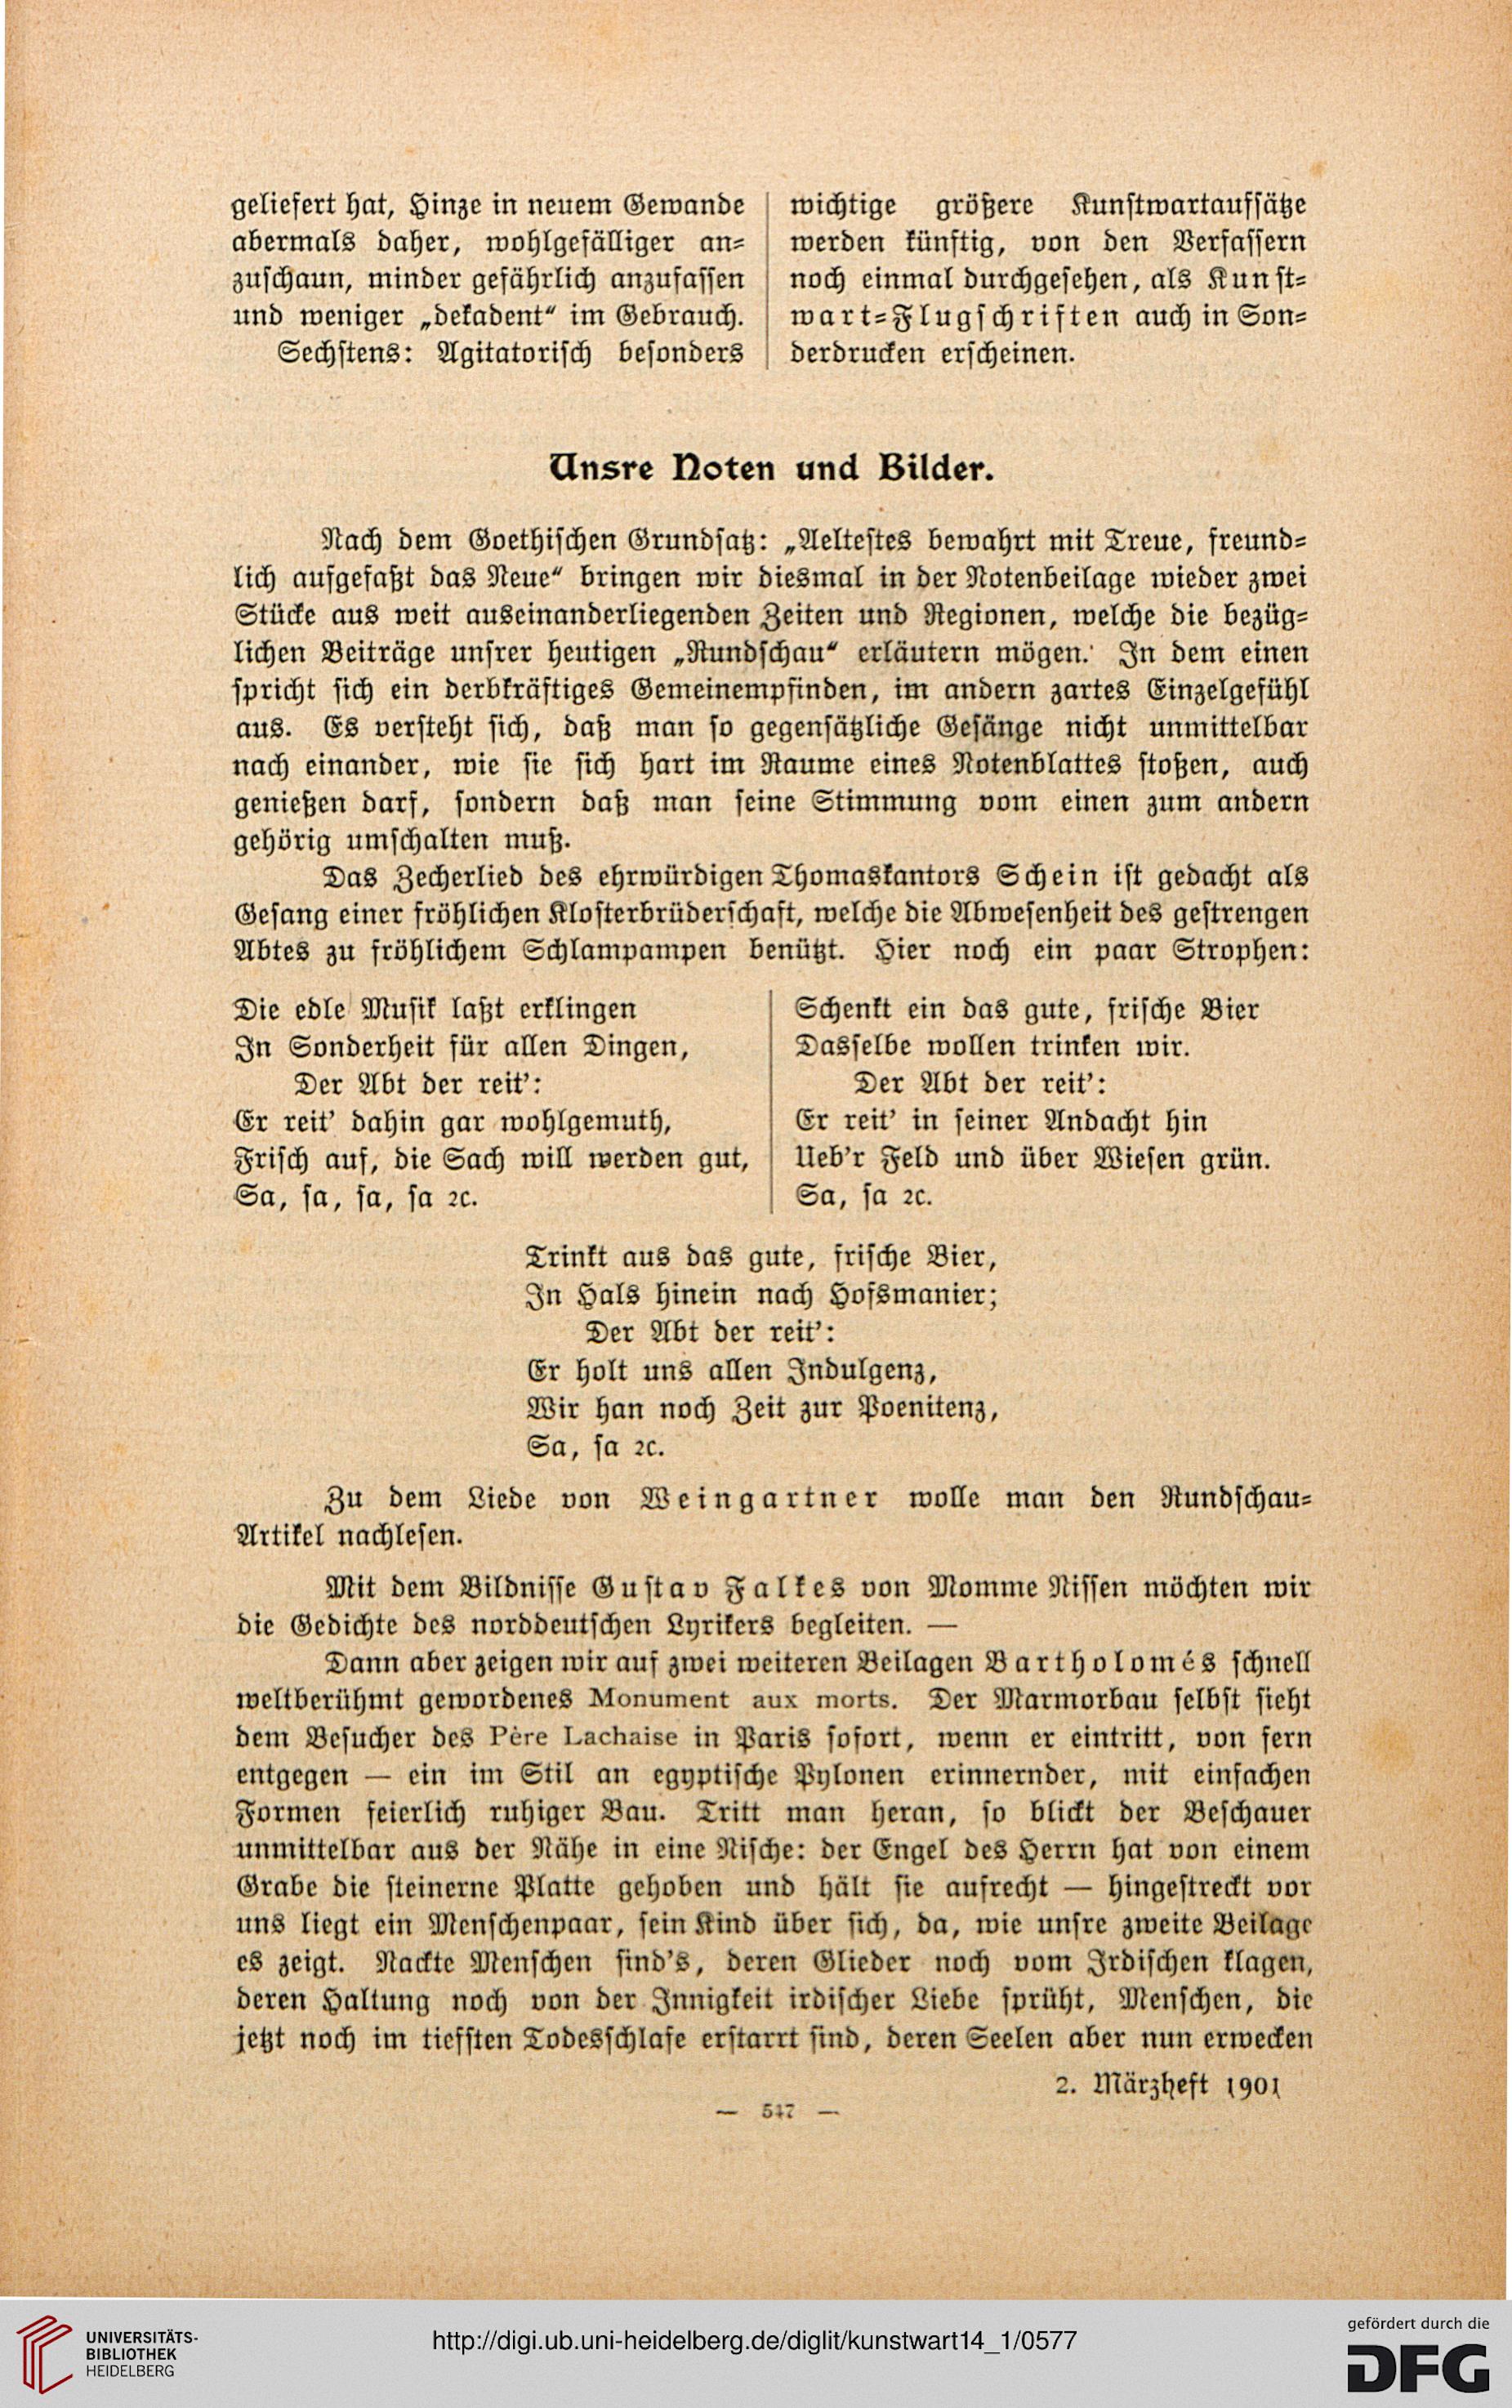 geliefert hat, Hinze in neuem Gewande
abermals daher, wohlgefälliger an-
zuschaun, minder gefährlich anzufassen
und weniger „dekadent“ im Gebrauch.
Sechstens: Agitatorisch besonders
wichtige größere Kunstwartaufsätze
werden künftig, von den Verfassern
noch einmal durchgesehen, als Kunst-
wart-Flugschriften auch in Son-
derdrucken erscheinen.
Unsre Noten und Bilder.
Nach dem Goethischen Grundsatz: „Aeltestes bewahrt mit Treue, freund-
lich aufgefaßt das Neue“ bringen wir diesmal in der Notenbeilage wieder zwei
Stücke aus weit auseinanderliegenden Zeiten und Regionen, welche die bezüg-
lichen Beiträge unsrer heutigen „Rundschau“ erläutern mögen. In dem einen
spricht sich ein derbkräftiges Gemeinempfinden, im andern zartes Einzelgefühl
aus. Es versteht sich, daß man so gegensätzliche Gesänge nicht unmittelbar
nach einander, wie sie sich hart im Raume eines Notenblattes stoßen, auch
genießen darf, sondern daß man seine Stimmung vom einen zum andern
gehörig umschalten muß.
Das Zecherlied des ehrwürdigen Thomaskantors Schein ist gedacht als
Gesang einer fröhlichen Klosterbrüderschaft, welche die Abwesenheit des gestrengen
Abtes zu fröhlichem Schlampampen benützt. Hier noch ein paar Strophen:
Die edle Musik laßt erklingen
In Sonderheit für allen Dingen,
Der Abt der reit’:
Er reit’ dahin gar wohlgemuth,
Frisch auf, die Sach will werden gut,
Sa, sa, sa, sa ꝛc.
Schenkt ein das gute, frische Bier
Dasselbe wollen trinken wir.
Der Abt der reit’:
Er reit’ in seiner Andacht hin
Ueb’r Feld und über Wiesen grün.
Sa, sa ꝛc.
Trinkt aus das gute, frische Bier,
In Hals hinein nach Hofsmanier;
Der Abt der reit’:
Er holt uns allen Indulgenz,
Wir han noch Zeit zur Poenitenz,
Sa, sa ꝛc.
Zu dem Liede von Weingartner wolle man den Rundschau-
Artikel nachlesen.
Mit dem Bildnisse Gustav Falkes von Momme Nissen möchten wir
die Gedichte des norddeutschen Lyrikers begleiten. —
Dann aber zeigen wir auf zwei weiteren Beilagen Bartholomés schnell
weltberühmt gewordenes Monument aux morts. Der Marmorbau selbst sieht
dem Besucher des Père Lachaise in Paris sofort, wenn er eintritt, von fern
entgegen — ein im Stil an egyptische Pylonen erinnernder, mit einfachen
Formen feierlich ruhiger Bau. Tritt man heran, so blickt der Beschauer
unmittelbar aus der Nähe in eine Nische: der Engel des Herrn hat von einem
Grabe die steinerne Platte gehoben und hält sie aufrecht — hingestreckt vor
uns liegt ein Menschenpaar, sein Kind über sich, da, wie unsre zweite Beilage
es zeigt. Nackte Menschen sind’s, deren Glieder noch vom Irdischen klagen,
deren Haltung noch von der Innigkeit irdischer Liebe sprüht, Menschen, die
jetzt noch im tiefsten Todesschlafe erstarrt sind, deren Seelen aber nun erwecken
2. Märzheft 1901
— 547 —
UNIVERSITÄTS-
BIBLIOTHEK
HEIDELBERG
http://digi.ub.uni-heidelberg.de/diglit/kunstwart14_1/0577
gefördert durch die
DFG